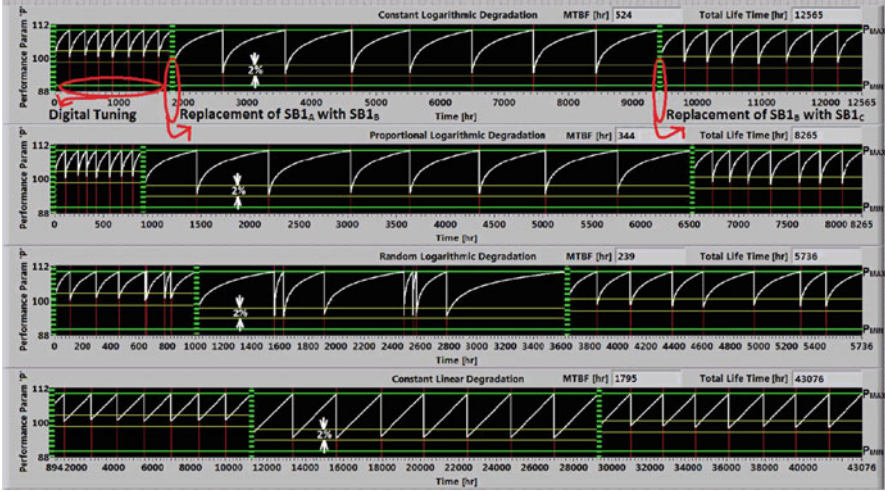 Constant Logarithmic Degradation MTBF [hr] 524 Total Life Time [hr] 12565
Performance Param 'P'
112
100
88
PMAX
PMIN
2%
0 1000 2000 3000 4000 5000 6000 7000 8000 9000 10000 11000 12000 12565
Time [hr]
Digital Tuning
Replacement of SB1A with SB1B
Replacement of SB1B with SB1C
Proportional Logarithmic Degradation MTBF [hr] 344 Total Life Time [hr] 8265
Performance Param 'P'
112
100
88
PMAX
PMIN
2%
0 500 1000 1500 2000 2500 3000 3500 4000 4500 5000 5500 6000 6500 7000 7500 8000 8265
Time [hr]
Random Logarithmic Degradation MTBF [hr] 239 Total Life Time [hr] 5736
Performance Param 'P'
112
100
88
PMAX
PMIN
2%
0 200 400 600 800 1000 1200 1400 1600 1800 2000 2200 2400 2600 2800 3000 3200 3400 3600 3800 4000 4200 4400 4600 4800 5000 5200 5400 5736
Time [hr]
Constant Linear Degradation MTBF [hr] 1795 Total Life Time [hr] 43076
Performance Param 'P'
112
100
88
PMAX
PMIN
2%
894 2000 4000 6000 8000 10000 12000 14000 16000 18000 20000 22000 24000 26000 28000 30000 32000 34000 36000 38000 40000 43076
Time [hr]